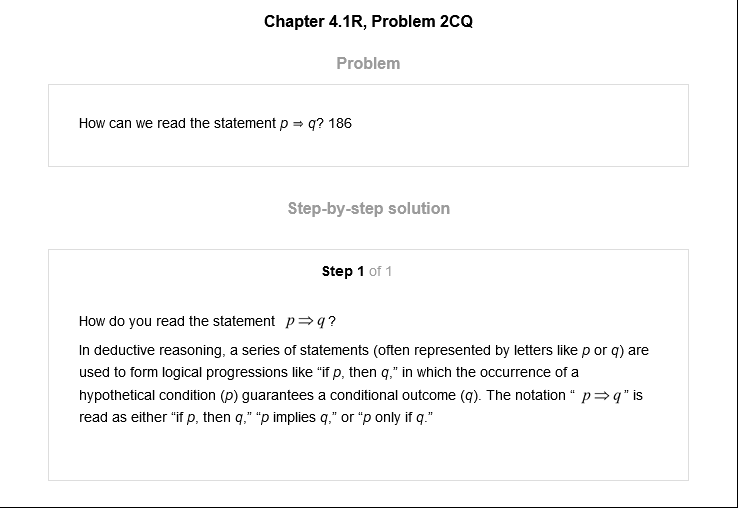 Chapter 4.1R, Problem 2CQ
Problem
How can we read the statement p ⇒ q? 186
Step-by-step solution
Step 1 of 1
How do you read the statement p⇒q?
In deductive reasoning, a series of statements (often represented by letters like p or q) are
used to form logical progressions like “if p, then q,” in which the occurrence of a
hypothetical condition (p) guarantees a conditional outcome (q). The notation “ p⇒q” is
read as either “if p, then q,” “p implies q,” or “p only if q.”